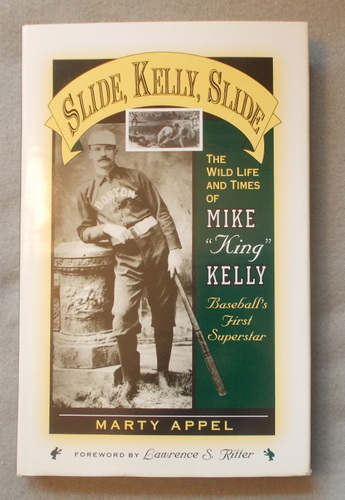 SLIDE, KELLY, SLIDE
THE
WILD LIFE
AND TIMES
OF
MIKE
"King"
KELLY
Baseball's
First
Superstar
BOSTON
MARTY APPEL
FOREWORD BY Lawrence S. Ritter